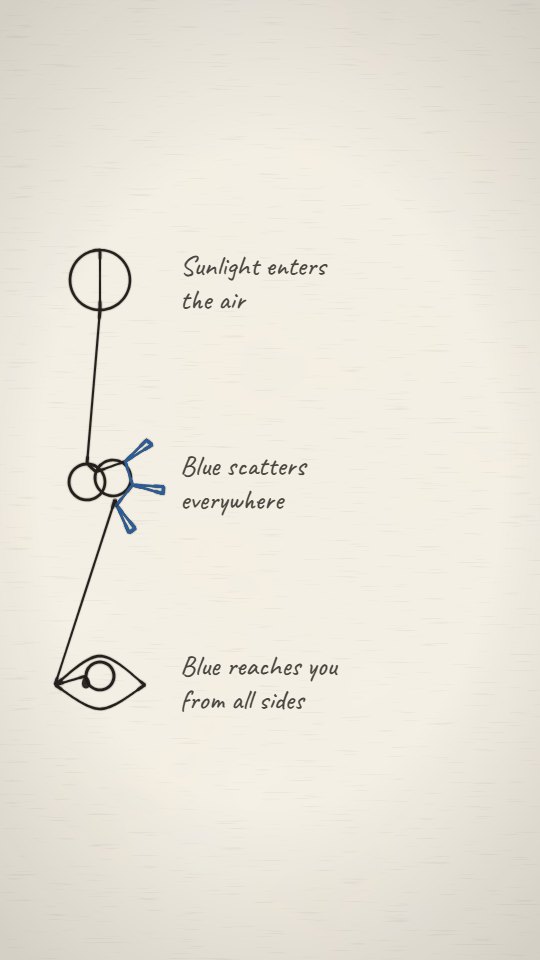 Sunlight enters
the air
Blue scatters
everywhere
Blue reaches you
from all sides